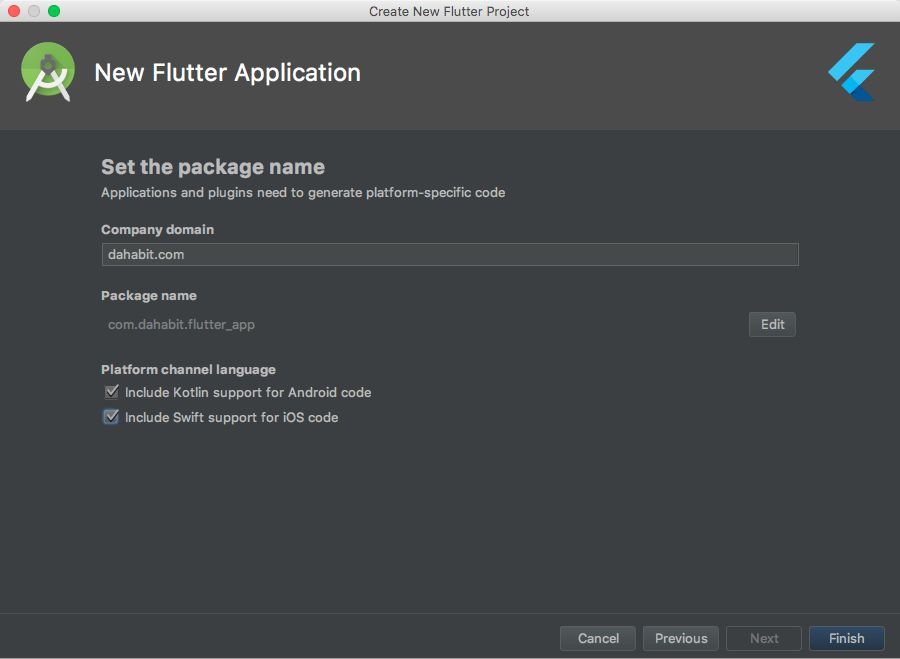 Create New Flutter Project
New Flutter Application
Set the package name
Applications and plugins need to generate platform-specific code
Company domain
dahabit.com
Package name
com.dahabit.flutter_app
Edit
Platform channel language
Include Kotlin support for Android code
Include Swift support for iOS code
Cancel Previous Next Finish